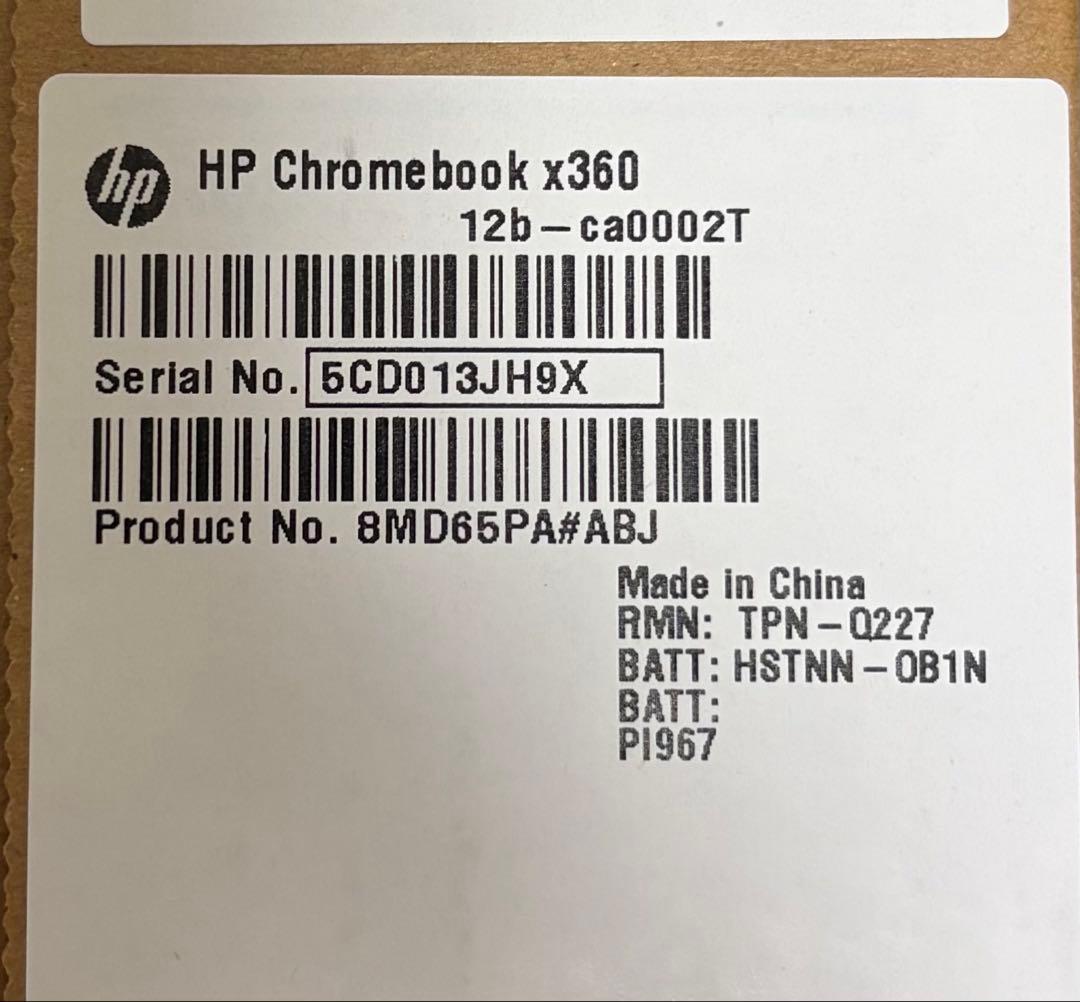 hp HP Chromebook x360
12b-ca0002T
Serial No. 5CD013JH9X
Product No. 8MD65PA#ABJ
Made in China
RMN: TPN-Q227
BATT: HSTNN-OB1N
BATT:
PI967